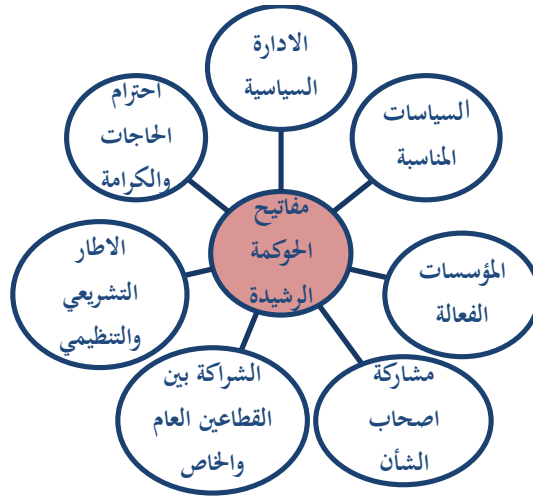 الادارة
السياسية
السياسات
المناسبة
المؤسسات
الفعالة
مشاركة
اصحاب
الشأن
الشراكة بين
القطاعين العام
والخاص
الاطار
التشريعي
والتنظيمي
احترام
الحاجات
والكرامة
مفاتيح
الحوكمة
الرشيدة